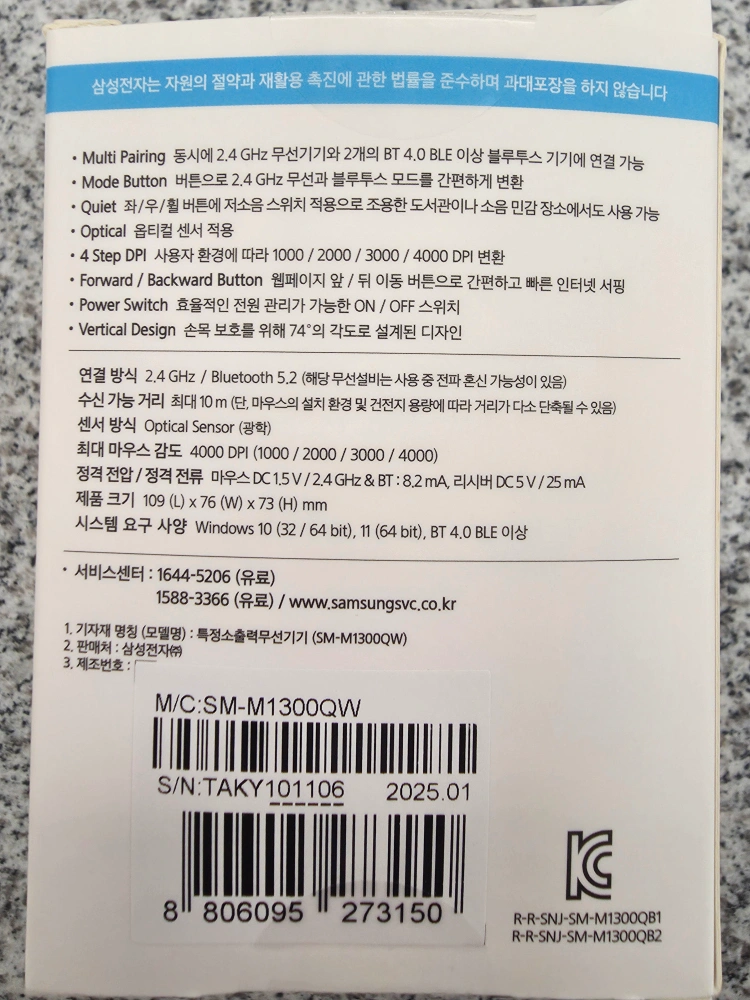 삼성전자는 자원의 절약과 재활용 촉진에 관한 법률을 준수하며 과대포장을 하지 않습니다
• Multi Pairing 동시에 2.4 GHz 무선기기와 2개의 BT 4.0 BLE 이상 블루투스 기기에 연결 가능
• Mode Button 버튼으로 2.4 GHz 무선과 블루투스 모드를 간편하게 변환
• Quiet 좌/우/휠 버튼에 저소음 스위치 적용으로 조용한 도서관이나 소음 민감 장소에서도 사용 가능
• Optical 옵티컬 센서 적용
• 4 Step DPI 사용자 환경에 따라 1000 / 2000 / 3000 / 4000 DPI 변환
• Forward / Backward Button 웹페이지 앞 / 뒤 이동 버튼으로 간편하고 빠른 인터넷 서핑
• Power Switch 효율적인 전원 관리가 가능한 ON / OFF 스위치
• Vertical Design 손목 보호를 위해 74°의 각도로 설계된 디자인
연결 방식 2.4 GHz / Bluetooth 5.2 (해당 무선설비는 사용 중 전파 혼신 가능성이 있음)
수신 가능 거리 최대 10 m (단, 마우스의 설치 환경 및 건전지 용량에 따라 거리가 다소 단축될 수 있음)
센서 방식 Optical Sensor (광학)
최대 마우스 감도 4000 DPI (1000 / 2000 / 3000 / 4000)
정격 전압 / 정격 전류 마우스 DC 1.5 V / 2.4 GHz & BT : 8.2 mA, 리시버 DC 5 V / 25 mA
제품 크기 109 (L) x 76 (W) x 73 (H) mm
시스템 요구 사양 Windows 10 (32 / 64 bit), 11 (64 bit), BT 4.0 BLE 이상
• 서비스센터 : 1644-5206 (유료)
1588-3366 (유료) / www.samsungsvc.co.kr
1. 기자재 명칭 (모델명) : 특정소출력무선기기 (SM-M1300QW)
2. 판매처 : 삼성전자㈜
3. 제조번호 :
M/C:SM-M1300QW
S/N:TAKY101106 2025.01
8 806095 273150
R-R-SNJ-SM-M1300QB1
R-R-SNJ-SM-M1300QB2